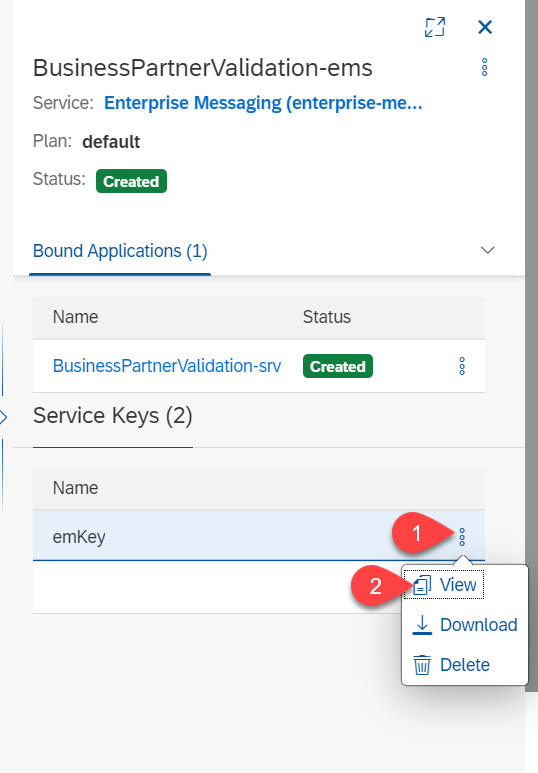 BusinessPartnerValidation-ems
Service: Enterprise Messaging (enterprise-me...
Plan: default
Status: Created
Bound Applications (1)
Name Status
BusinessPartnerValidation-srv Created
Service Keys (2)
Name
emKey
1
2
View
Download
Delete